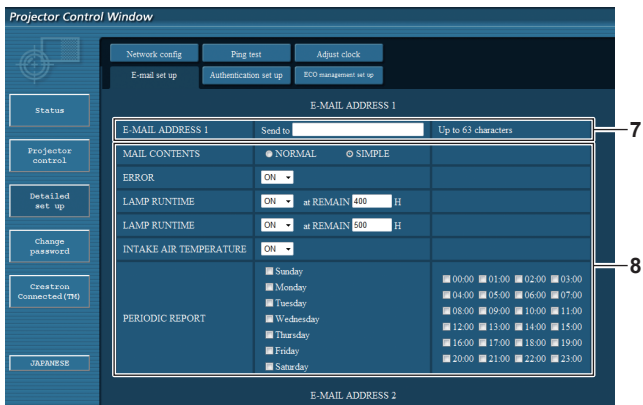 Projector Control Window
Network config Ping test Adjust clock
E-mail set up Authentication set up ECO management set up
Status
Projector control
Detailed set up
Change password
Crestron Connected(TM)
JAPANESE
E-MAIL ADDRESS 1
E-MAIL ADDRESS 1 Send to Up to 63 characters
7
MAIL CONTENTS NORMAL SIMPLE
ERROR ON
LAMP RUNTIME ON at REMAIN 400 H
LAMP RUNTIME ON at REMAIN 500 H
INTAKE AIR TEMPERATURE ON
8
PERIODIC REPORT
Sunday
Monday
Tuesday
Wednesday
Thursday
Friday
Saturday
00:00 01:00 02:00 03:00
04:00 05:00 06:00 07:00
08:00 09:00 10:00 11:00
12:00 13:00 14:00 15:00
16:00 17:00 18:00 19:00
20:00 21:00 22:00 23:00
E-MAIL ADDRESS 2